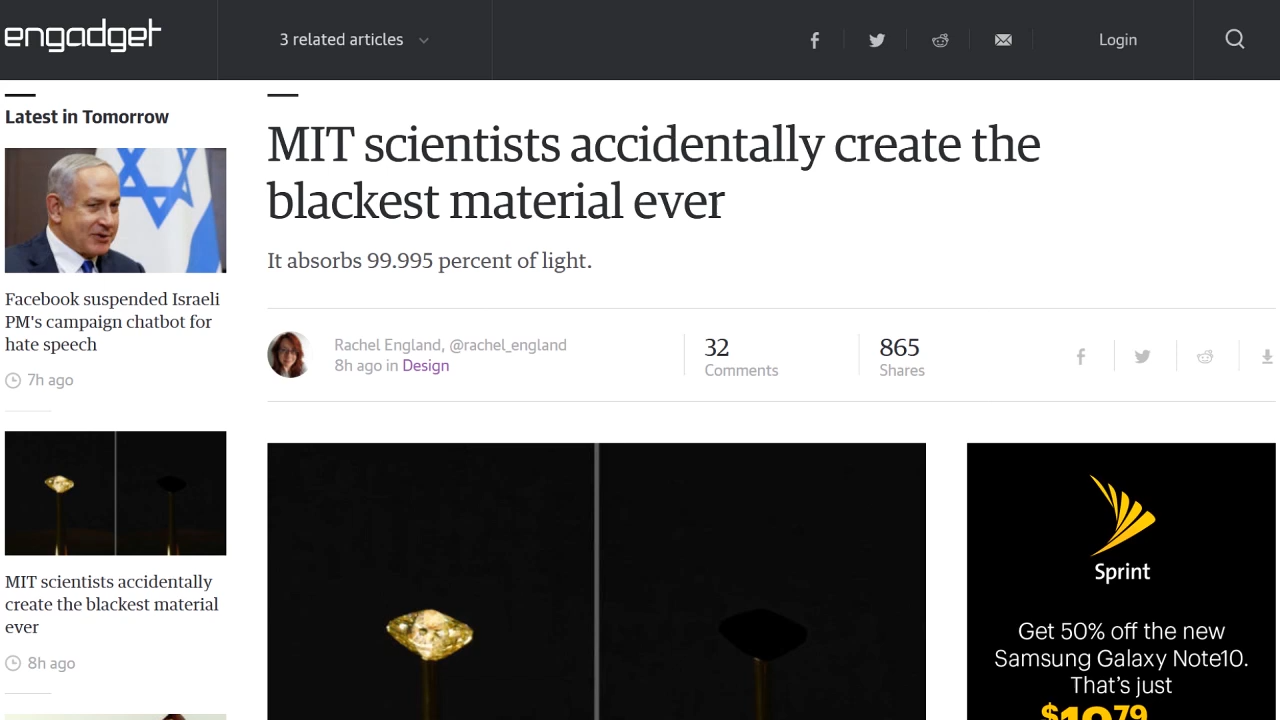 engadget
3 related articles
Login
Latest in Tomorrow
Facebook suspended Israeli
PM's campaign chatbot for
hate speech
7h ago
MIT scientists accidentally
create the blackest material
ever
8h ago
MIT scientists accidentally create the
blackest material ever
It absorbs 99.995 percent of light.
Rachel England, @rachel_england
8h ago in Design
32
Comments
865
Shares
Sprint
Get 50% off the new
Samsung Galaxy Note10.
That's just
$19.79